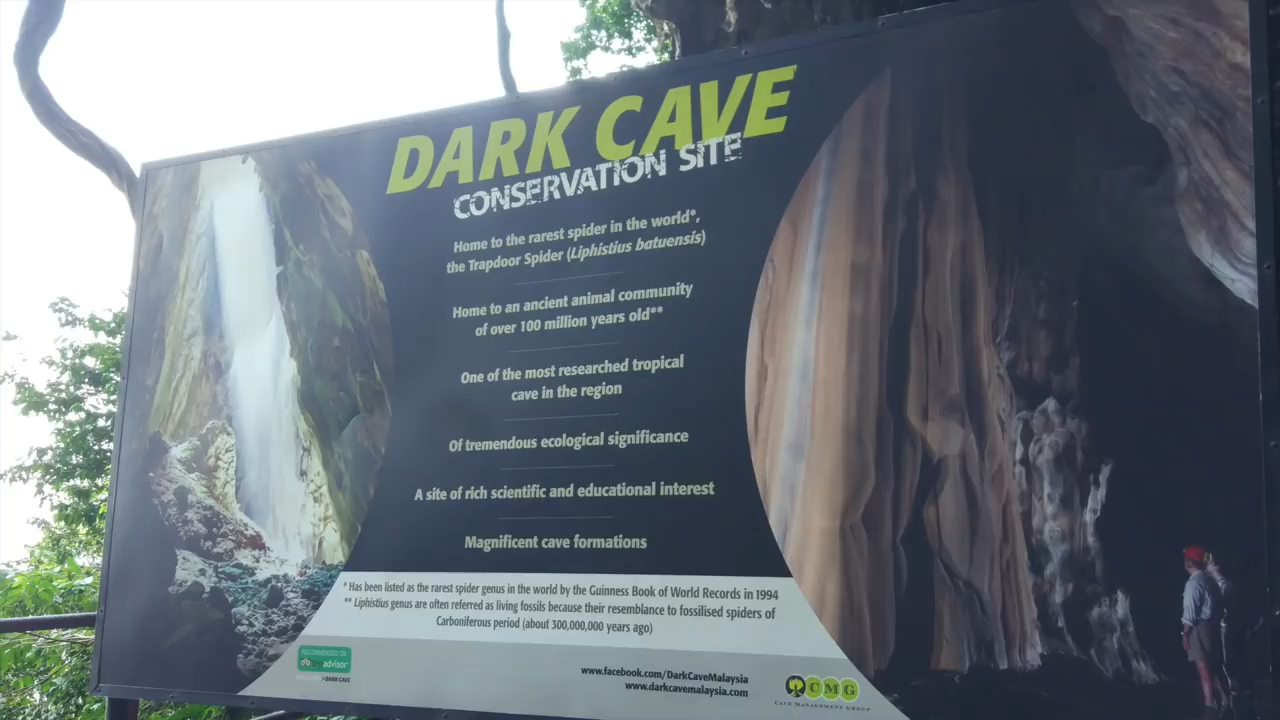 DARK CAVE
CONSERVATION SITE
Home to the rarest spider in the world*,
the Trapdoor Spider (Liphistius batuensis)
Home to an ancient animal community
of over 100 million years old**
One of the most researched tropical
cave in the region
Of tremendous ecological significance
A site of rich scientific and educational interest
Magnificent cave formations
* Has been listed as the rarest spider genus in the world by the Guinness Book of World Records in 1994
** Liphistius genus are often referred as living fossils because their resemblance to fossilised spiders of
Carboniferous period (about 300,000,000 years ago)
RECOMMENDED ON
tripadvisor
>DARK CAVE
www.facebook.com/DarkCaveMalaysia
www.darkcavemalaysia.com
CMG
CAVE MANAGEMENT GROUP